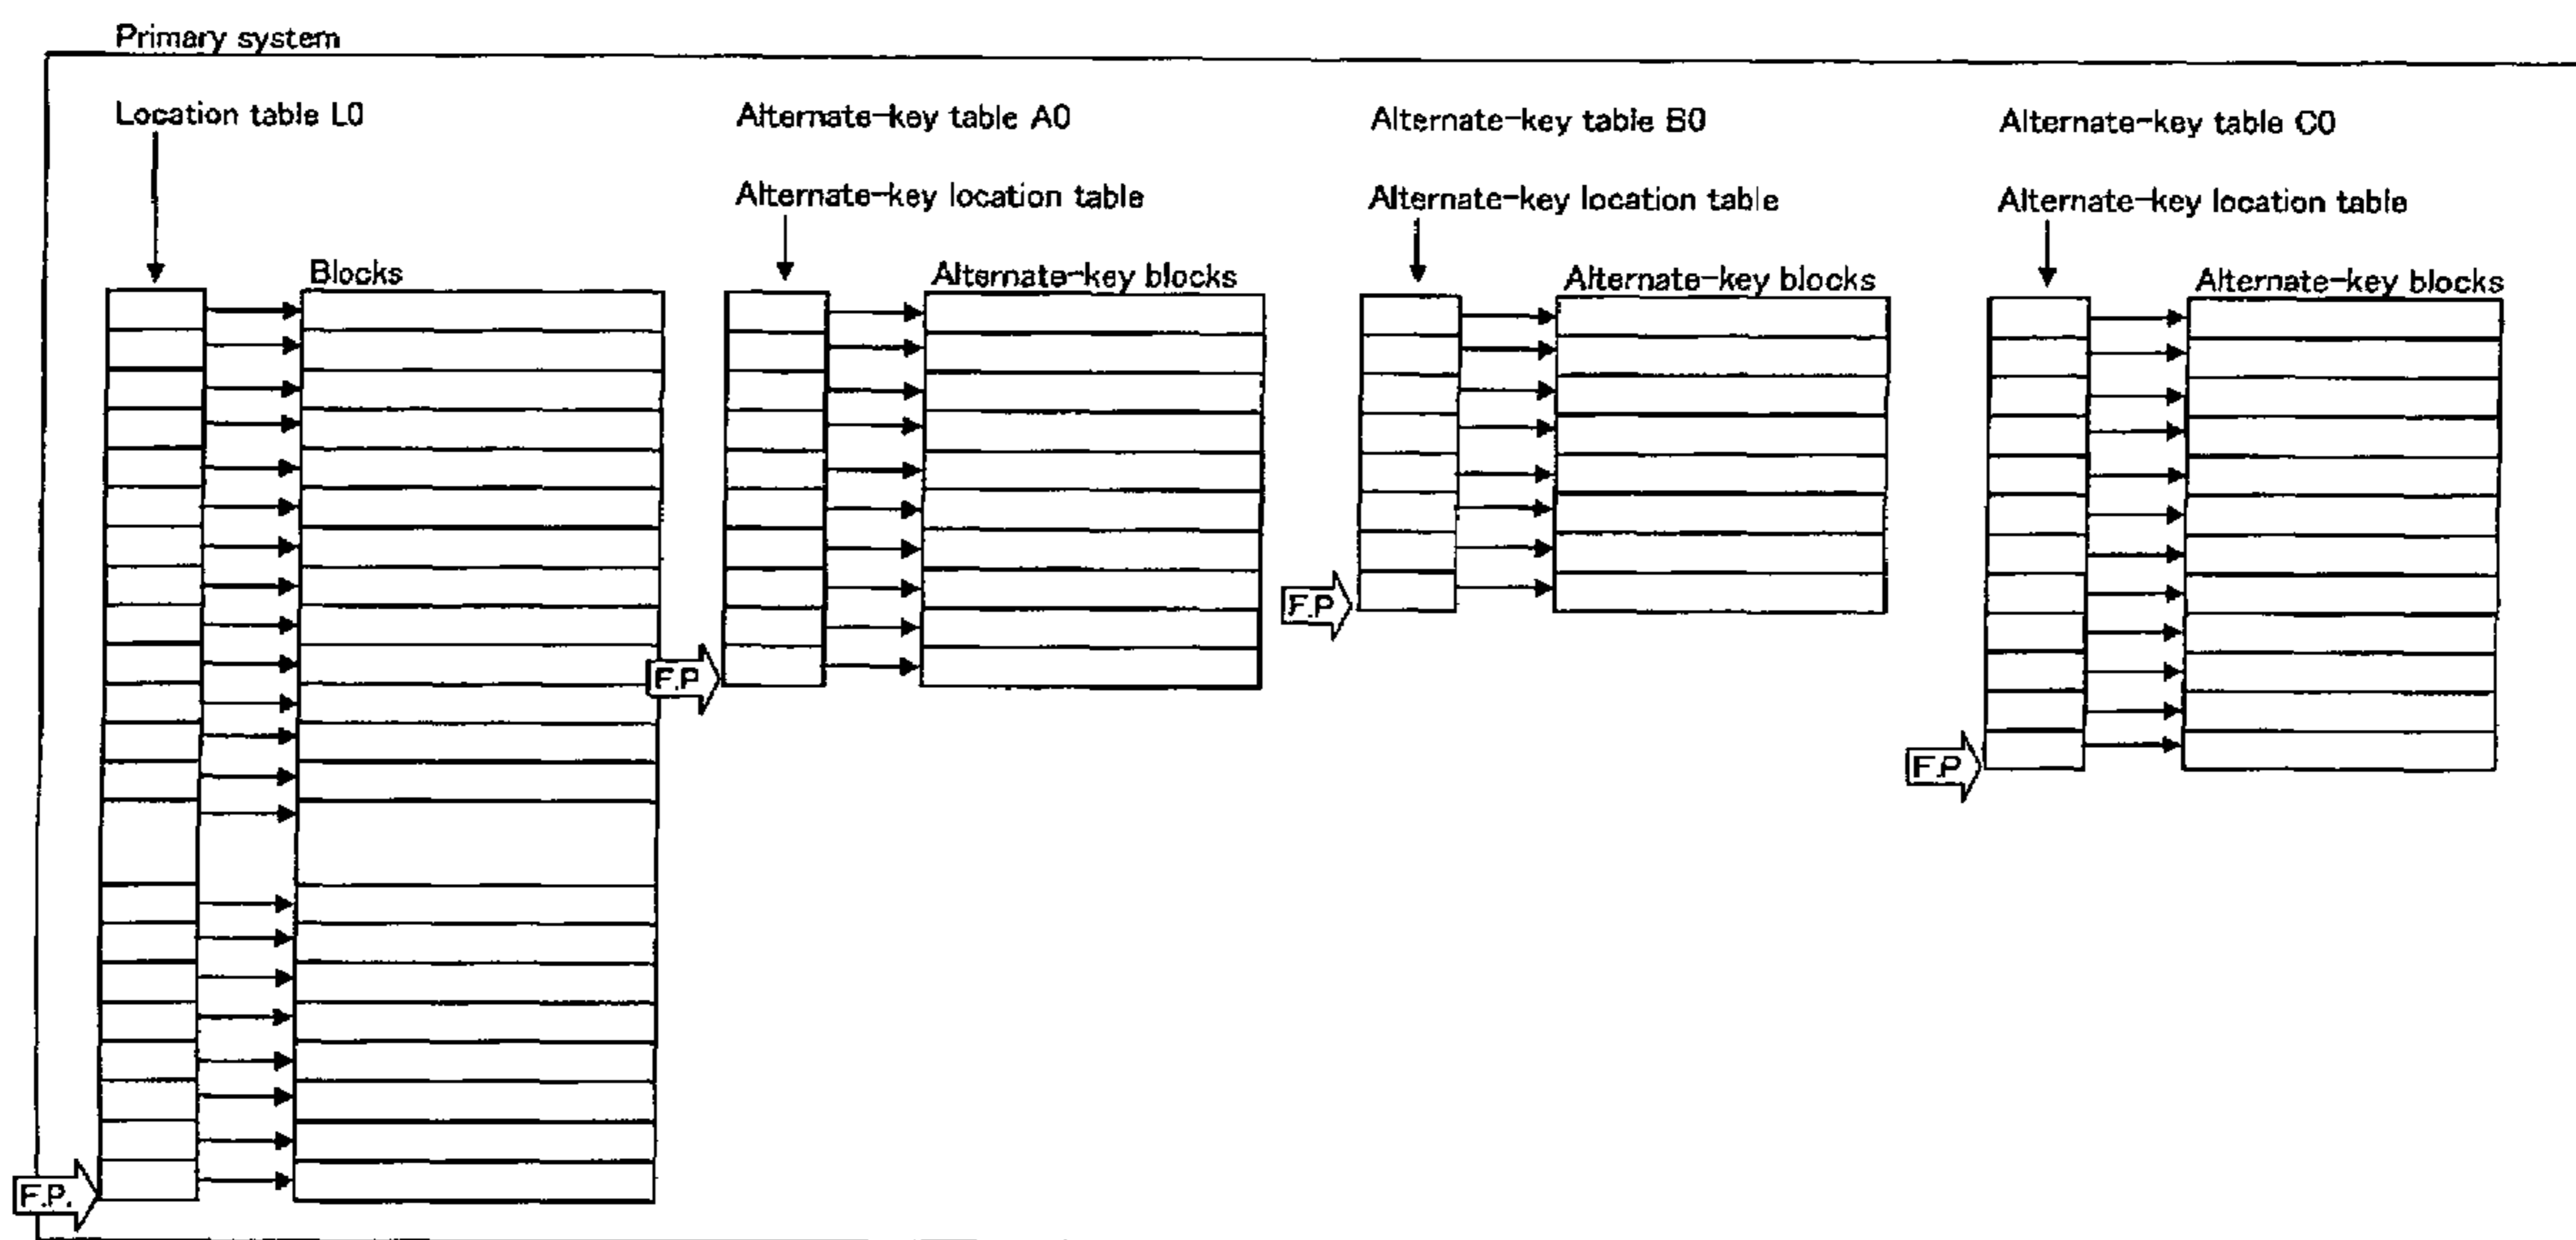 Primary system
Location table L0
Alternate-key table A0
Alternate-key table B0
Alternate-key table C0
Alternate-key location table
Alternate-key location table
Alternate-key location table
Blocks
Alternate-key blocks
Alternate-key blocks
Alternate-key blocks
F.P
F.P
F.P
F.P.